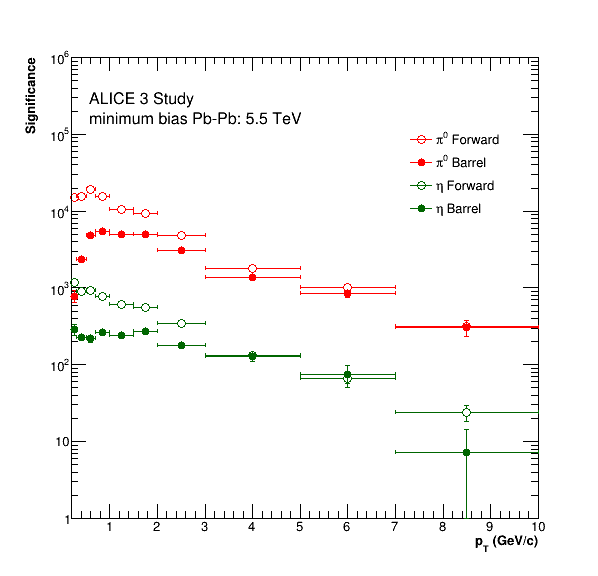 Significance
10⁶
10⁵
10⁴
10³
10²
10
1
ALICE 3 Study
minimum bias Pb-Pb: 5.5 TeV
π⁰ Forward
π⁰ Barrel
η Forward
η Barrel
1 2 3 4 5 6 7 8 9 10
p_T (GeV/c)